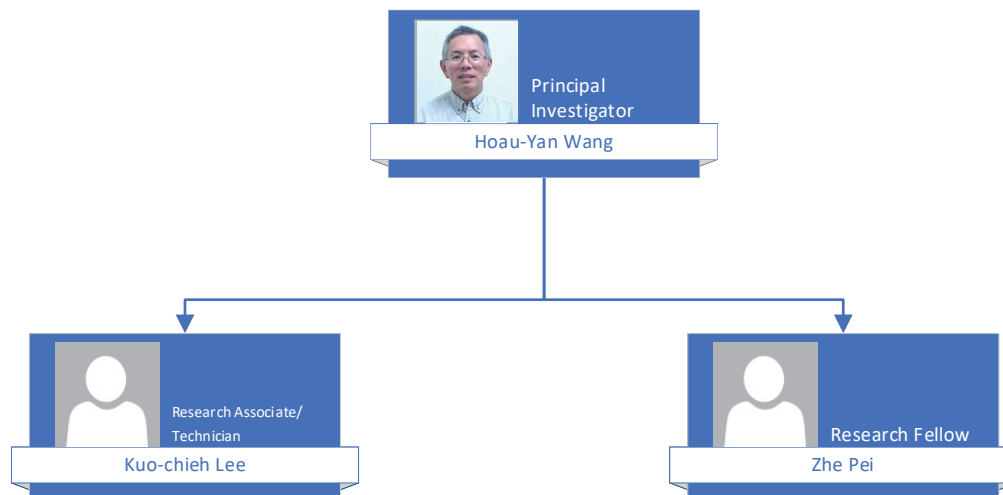 Principal
Investigator
Hoau-Yan Wang
Research Associate/
Technician
Kuo-chieh Lee
Research Fellow
Zhe Pei